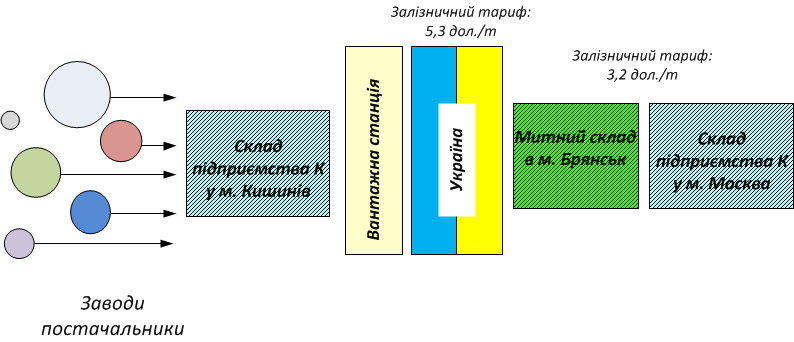 Залізничний тариф:
5,3 дол./т
Залізничний тариф:
3,2 дол./т
Склад
підприємства К
у м. Кишинів
Вантажна станція
Україна
Митний склад
в м. Брянськ
Склад
підприємства К
у м. Москва
Заводи
постачальники